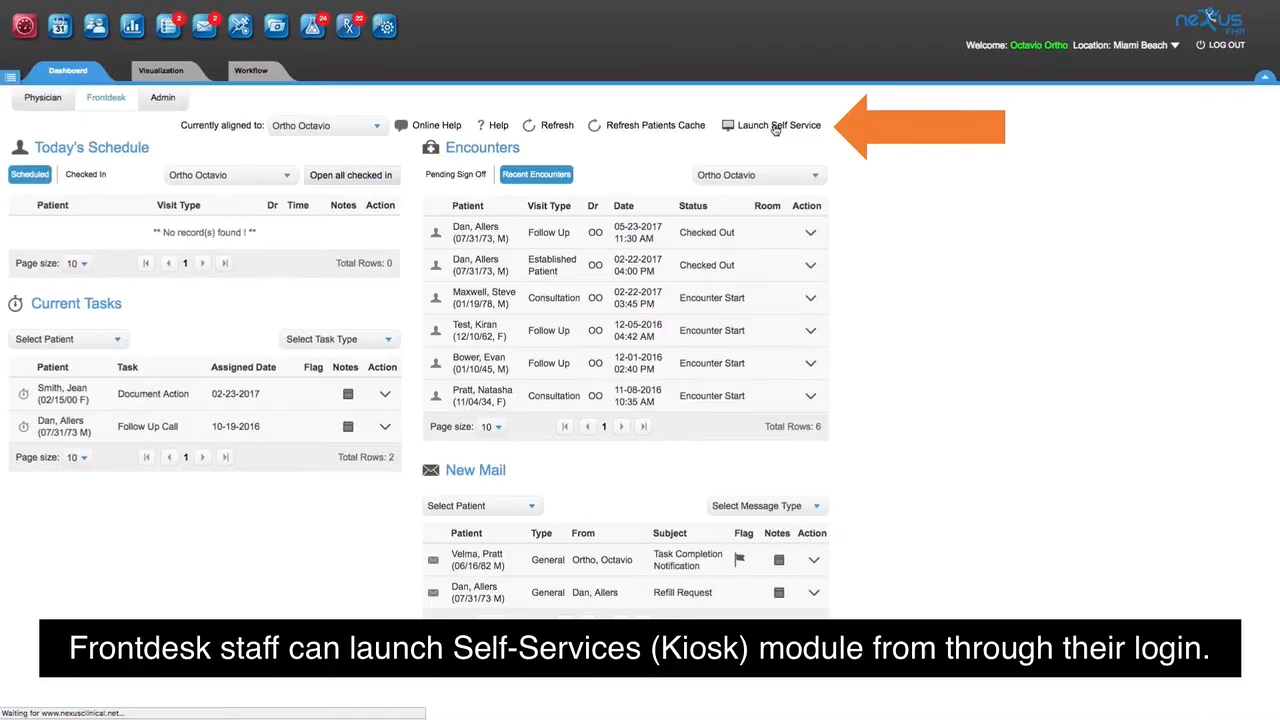 2
2
24
22
31
neXus
EHR
Welcome: Octavio Ortho Location: Miami Beach
LOG OUT
Dashboard
Visualization
Workflow
Physician
Frontdesk
Admin
Currently aligned to:
Ortho Octavio
Online Help
? Help
Refresh
Refresh Patients Cache
Launch Self Service
Today's Schedule
Scheduled
Checked In
Ortho Octavio
Open all checked in
Patient Visit Type Dr Time Notes Action
** No record(s) found ! **
Page size: 10 1 Total Rows: 0
Current Tasks
Select Patient
Select Task Type
Patient Task Assigned Date Flag Notes Action
Smith, Jean
(02/15/00 F)
Document Action 02-23-2017
Dan, Allers
(07/31/73 M)
Follow Up Call 10-19-2016
Page size: 10 1 Total Rows: 2
Encounters
Pending Sign Off
Recent Encounters
Ortho Octavio
Patient Visit Type Dr Date Status Room Action
Dan, Allers
(07/31/73, M)
Follow Up OO
05-23-2017
11:30 AM
Checked Out
Dan, Allers
(07/31/73, M)
Established
Patient
OO
02-22-2017
04:00 PM
Checked Out
Maxwell, Steve
(01/19/78, M)
Consultation OO
02-22-2017
03:45 PM
Encounter Start
Test, Kiran
(12/10/62, F)
Follow Up OO
12-05-2016
04:42 AM
Encounter Start
Bower, Evan
(01/10/45, M)
Follow Up OO
12-01-2016
02:40 PM
Encounter Start
Pratt, Natasha
(11/04/34, F)
Consultation OO
11-08-2016
10:35 AM
Encounter Start
Page size: 10 1 Total Rows: 6
New Mail
Select Patient
Select Message Type
Patient Type From Subject Flag Notes Action
Velma, Pratt
(06/16/82 M)
General Ortho, Octavio
Task Completion
Notification
Dan, Allers
(07/31/73 M)
General Dan, Allers Refill Request
Frontdesk staff can launch Self-Services (Kiosk) module from through their login.
Waiting for www.nexusclinical.net...